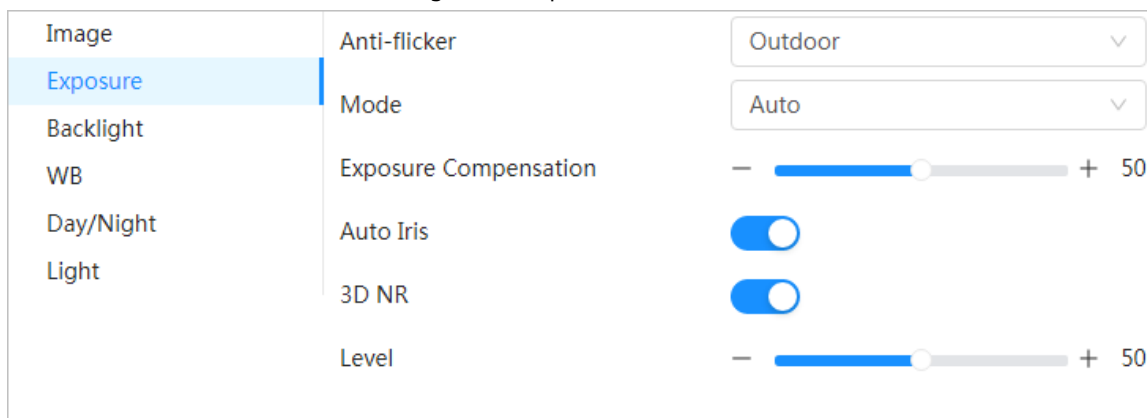 Image
Exposure
Backlight
WB
Day/Night
Light
Anti-flicker Outdoor
Mode Auto
Exposure Compensation − + 50
Auto Iris
3D NR
Level − + 50